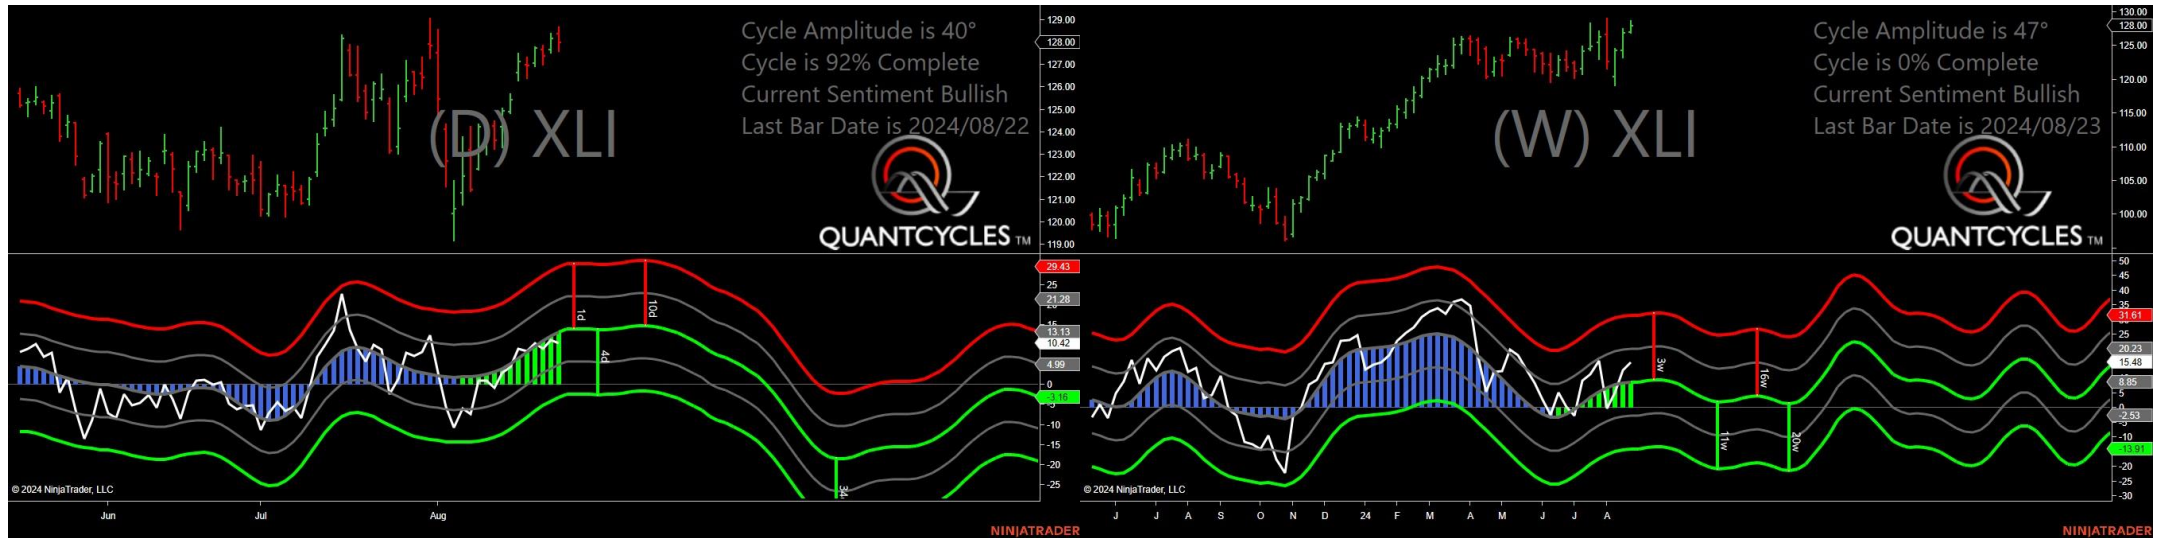 Cycle Amplitude is 40°
Cycle is 92% Complete
Current Sentiment Bullish
Last Bar Date is 2024/08/22
(D) XLI
QUANTCYCLES TM
129.00
128.00
127.00
126.00
125.00
124.00
123.00
122.00
121.00
120.00
119.00
29.43
25
21.28
15
13.13
10.42
4.99
0
-3.16
-5
-10
-15
-20
-25
1d
4d
10d
34
© 2024 NinjaTrader, LLC
Jun
Jul
Aug
NINJATRADER
Cycle Amplitude is 47°
Cycle is 0% Complete
Current Sentiment Bullish
Last Bar Date is 2024/08/23
(W) XLI
QUANTCYCLES TM
130.00
128.00
125.00
120.00
115.00
110.00
105.00
100.00
50
45
40
35
31.61
25
20.23
15.48
8.85
5
0
-2.53
-5
-10
-13.91
-20
-25
-30
3w
11w
16w
20w
© 2024 NinjaTrader, LLC
J
J
A
S
O
N
D
24
F
M
A
M
J
J
A
NINJATRADER